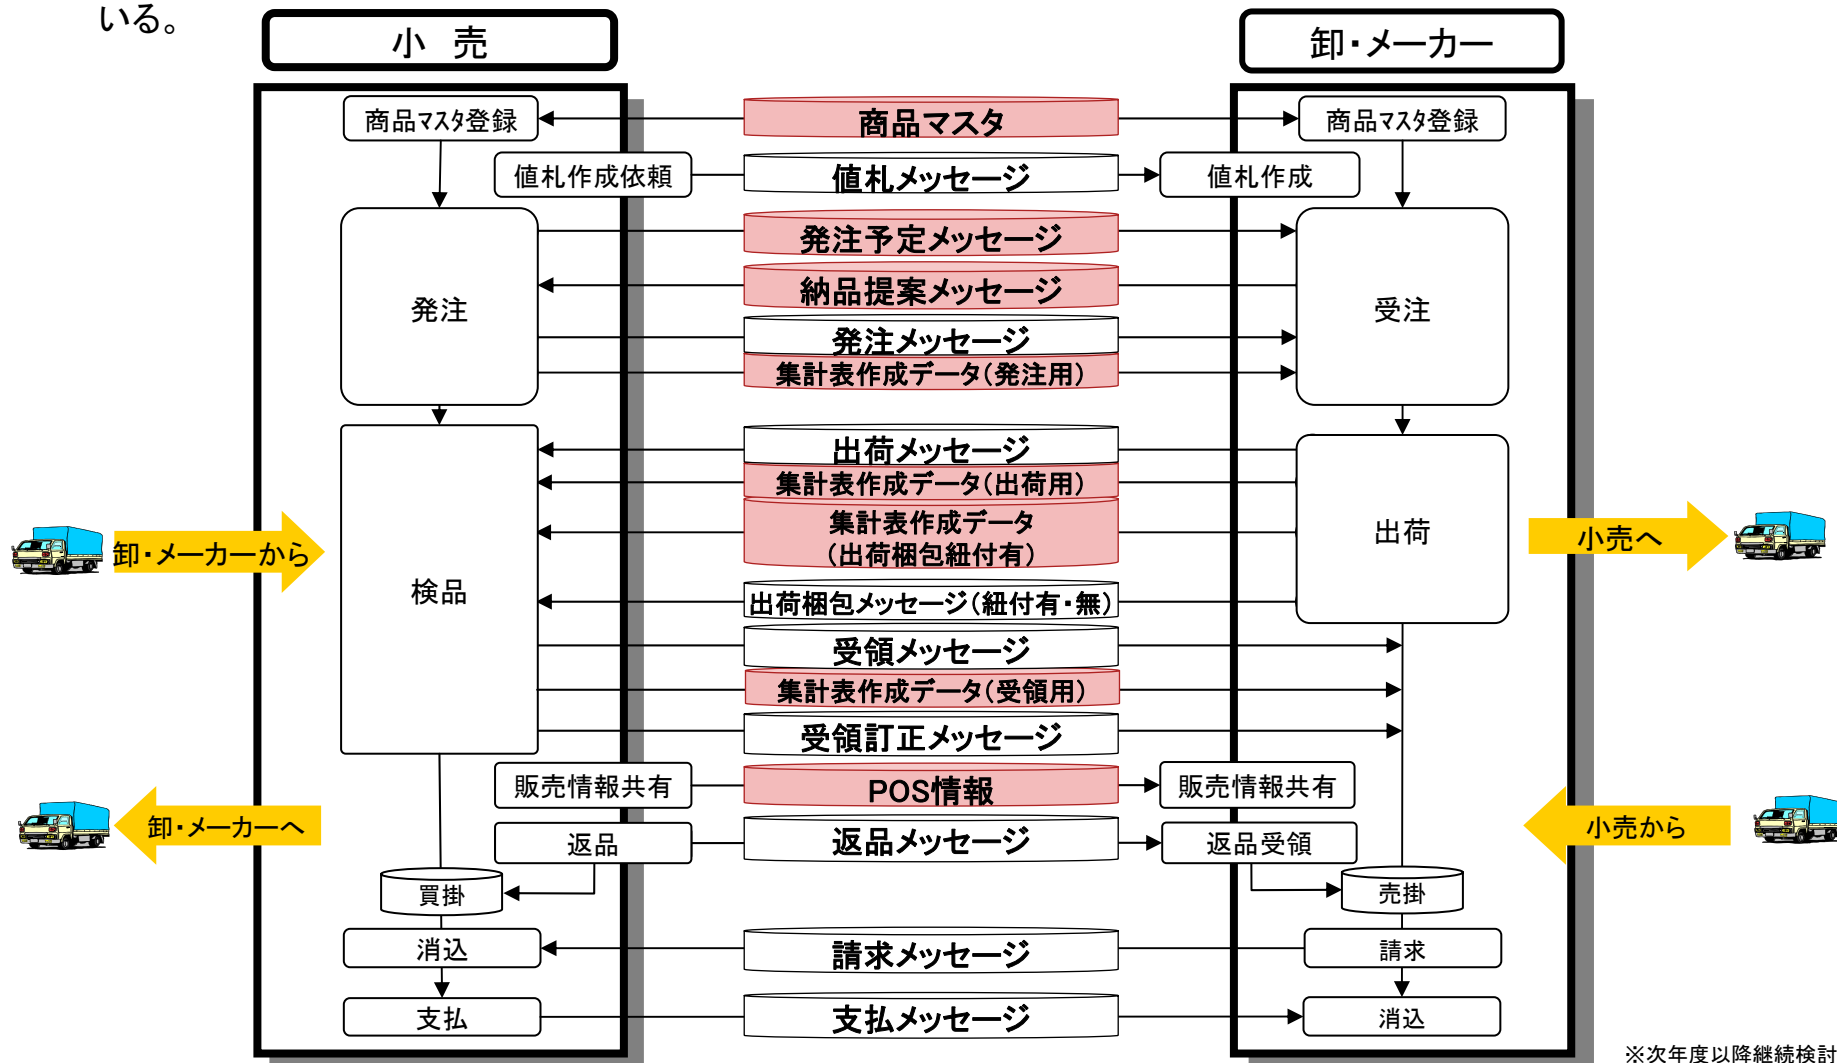 いる。
小 売
卸・メーカー
商品マスタ登録
商品マスタ
商品マスタ登録
値札作成依頼
値札メッセージ
値札作成
発注予定メッセージ
納品提案メッセージ
発注
受注
発注メッセージ
集計表作成データ(発注用)
出荷メッセージ
集計表作成データ(出荷用)
集計表作成データ
(出荷梱包紐付有)
出荷
小売へ
卸・メーカーから
検品
出荷梱包メッセージ(紐付有・無)
受領メッセージ
集計表作成データ(受領用)
受領訂正メッセージ
販売情報共有
POS情報
販売情報共有
卸・メーカーへ
小売から
返品
返品メッセージ
返品受領
買掛
売掛
消込
請求メッセージ
請求
支払
支払メッセージ
消込
※次年度以降継続検討